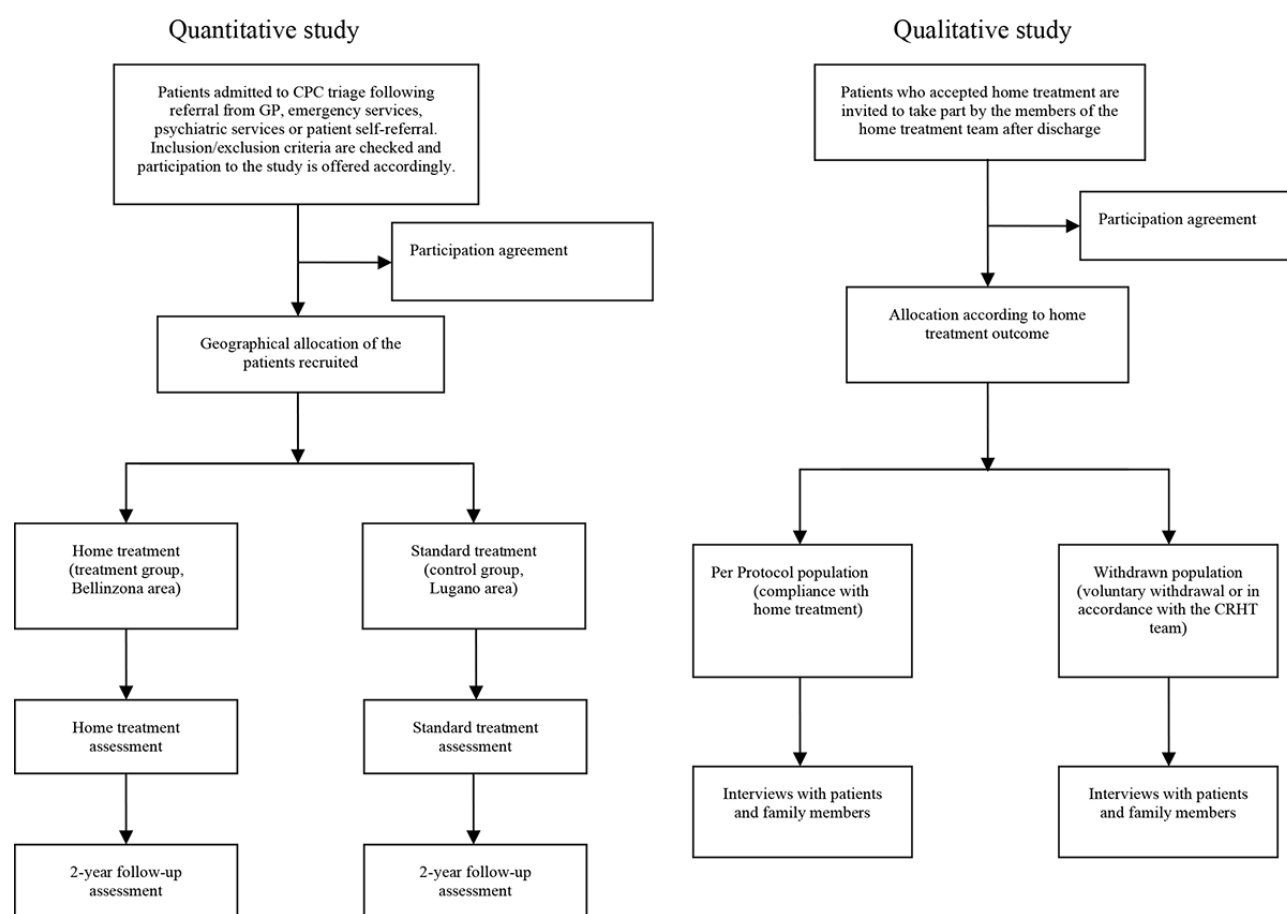 Quantitative study
Patients admitted to CPC triage following
referral from GP, emergency services,
psychiatric services or patient self-referral.
Inclusion/exclusion criteria are checked and
participation to the study is offered accordingly.
Participation agreement
Geographical allocation of the
patients recruited
Home treatment
(treatment group,
Bellinzona area)
Standard treatment
(control group,
Lugano area)
Home treatment
assessment
Standard treatment
assessment
2-year follow-up
assessment
2-year follow-up
assessment
Qualitative study
Patients who accepted home treatment are
invited to take part by the members of the
home treatment team after discharge
Participation agreement
Allocation according to home
treatment outcome
Per Protocol population
(compliance with
home treatment)
Withdrawn population
(voluntary withdrawal or in
accordance with the CRHT
team)
Interviews with patients
and family members
Interviews with patients
and family members